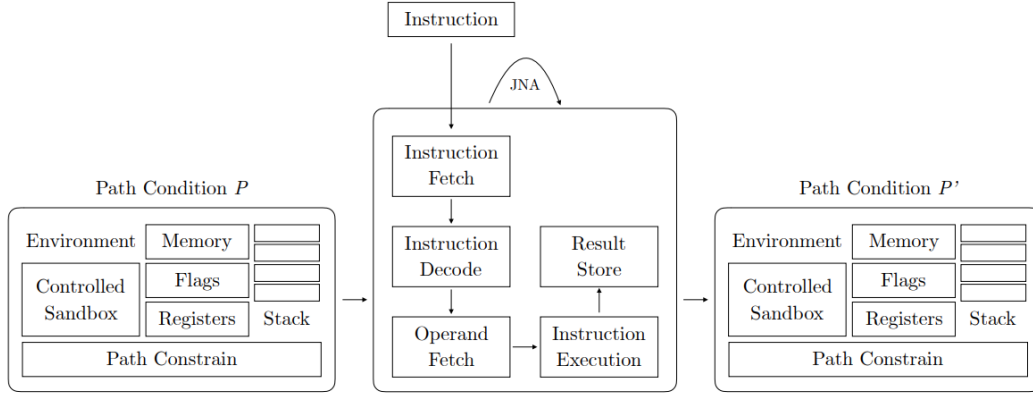 Instruction
JNA
Instruction
Fetch
Path Condition P
Path Condition P'
Environment
Memory
Controlled
Sandbox
Flags
Registers
Stack
Path Constrain
Instruction
Decode
Result
Store
Operand
Fetch
Instruction
Execution
Environment
Memory
Controlled
Sandbox
Flags
Registers
Stack
Path Constrain